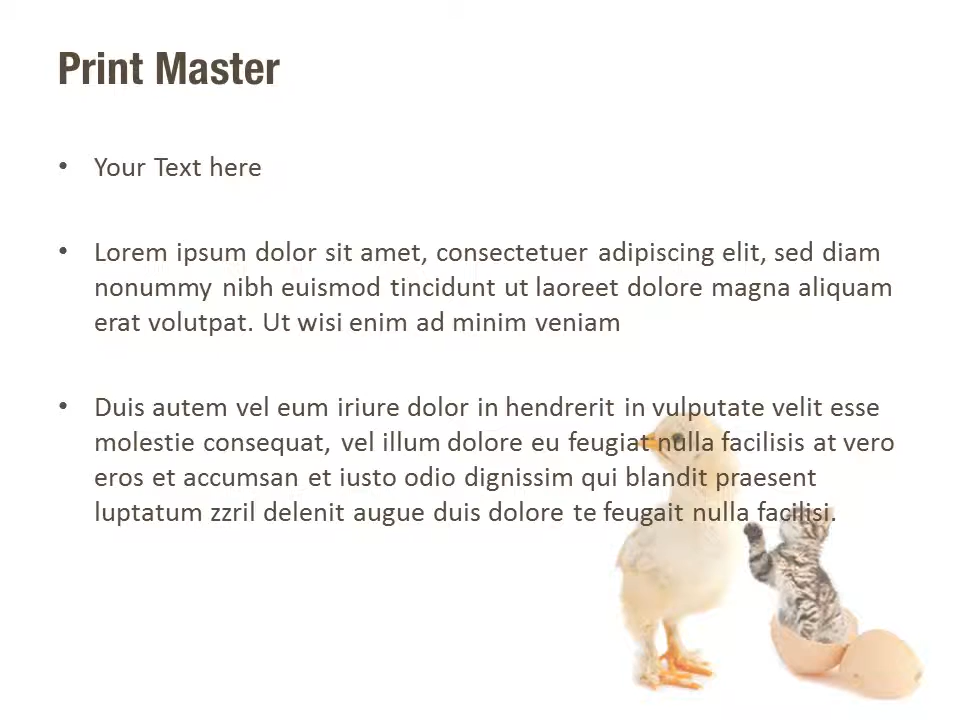 Print Master
• Your Text here
• Lorem ipsum dolor sit amet, consectetuer adipiscing elit, sed diam
nonummy nibh euismod tincidunt ut laoreet dolore magna aliquam
erat volutpat. Ut wisi enim ad minim veniam
• Duis autem vel eum iriure dolor in hendrerit in vulputate velit esse
molestie consequat, vel illum dolore eu feugiat nulla facilisis at vero
eros et accumsan et iusto odio dignissim qui blandit praesent
luptatum zzril delenit augue duis dolore te feugait nulla facilisi.